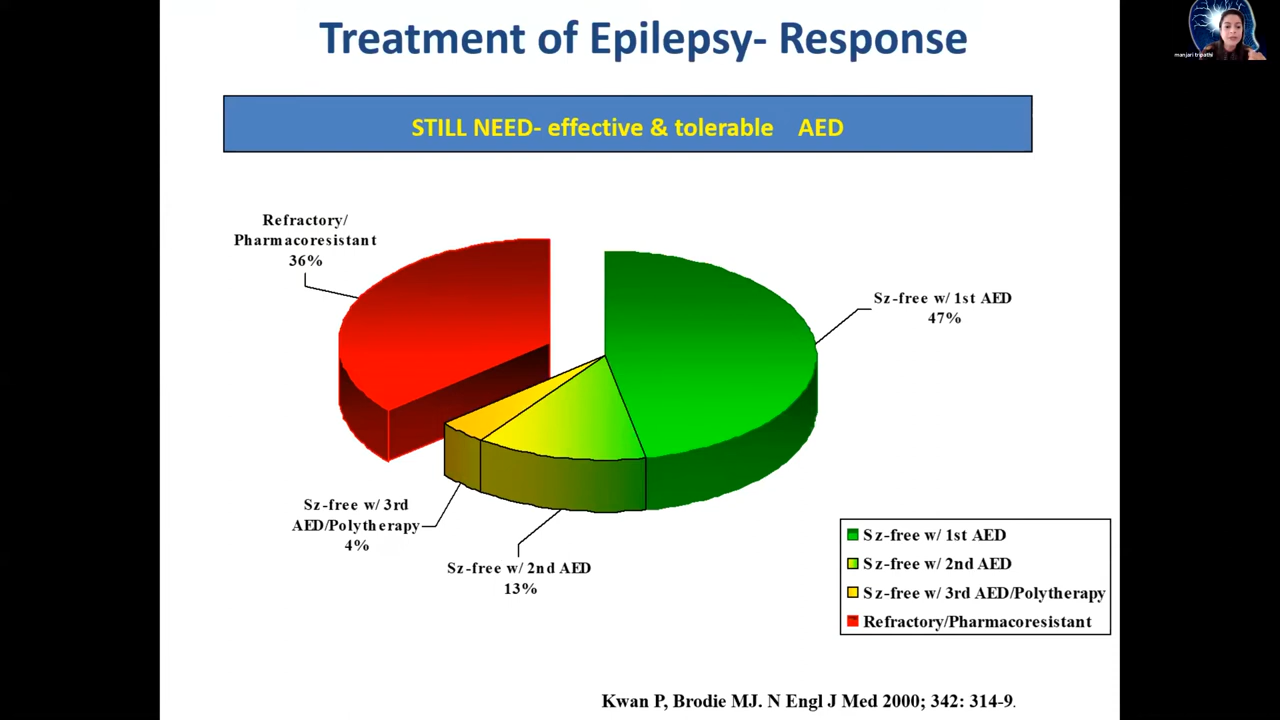 Treatment of Epilepsy- Response
manjari tripathi
STILL NEED- effective & tolerable AED
Refractory/
Pharmacoresistant
36%
Sz-free w/ 1st AED
47%
Sz-free w/ 3rd
AED/Polytherapy
4%
Sz-free w/ 2nd AED
13%
Sz-free w/ 1st AED
Sz-free w/ 2nd AED
Sz-free w/ 3rd AED/Polytherapy
Refractory/Pharmacoresistant
Kwan P, Brodie MJ. N Engl J Med 2000; 342: 314-9.